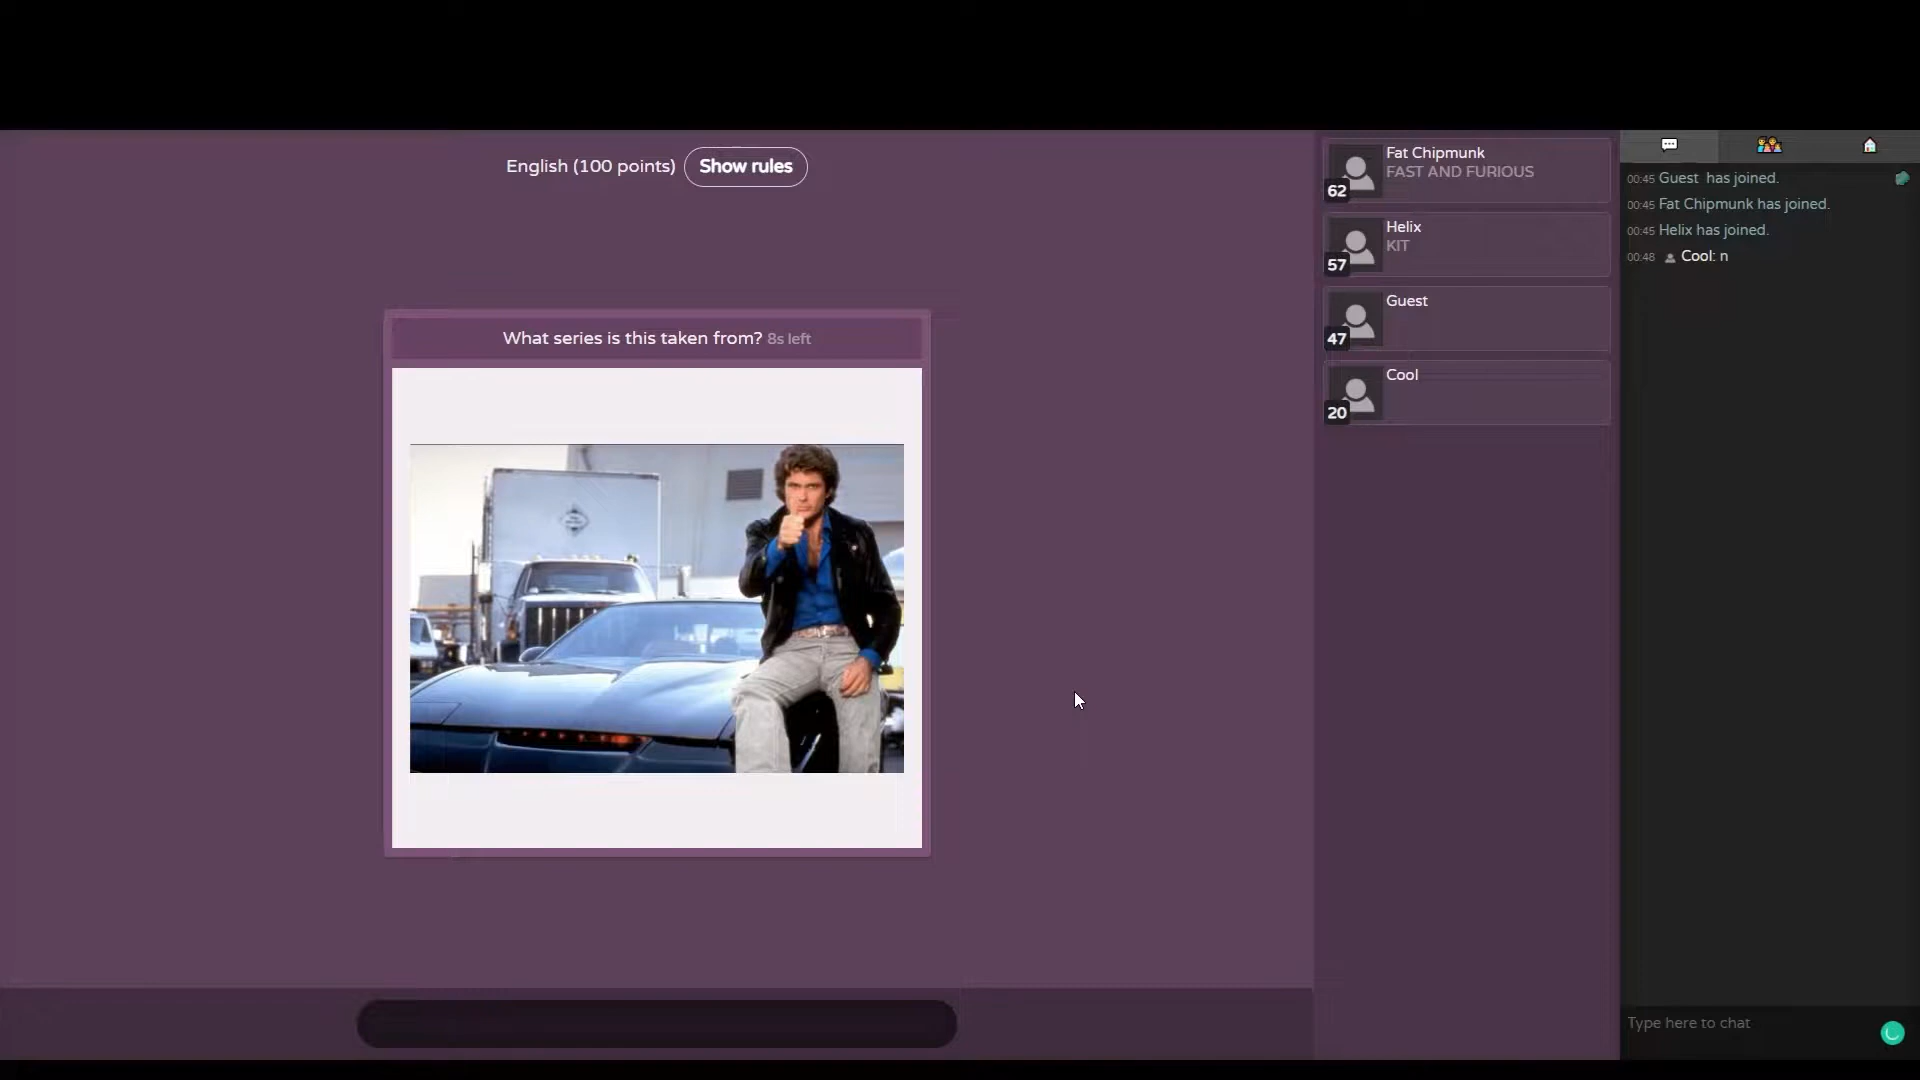 English (100 points)
Show rules
What series is this taken from? 8s left
Fat Chipmunk
FAST AND FURIOUS
62
Helix
KIT
57
Guest
47
Cool
20
00:45 Guest has joined.
00:45 Fat Chipmunk has joined.
00:45 Helix has joined.
00:48 Cool: n
Type here to chat